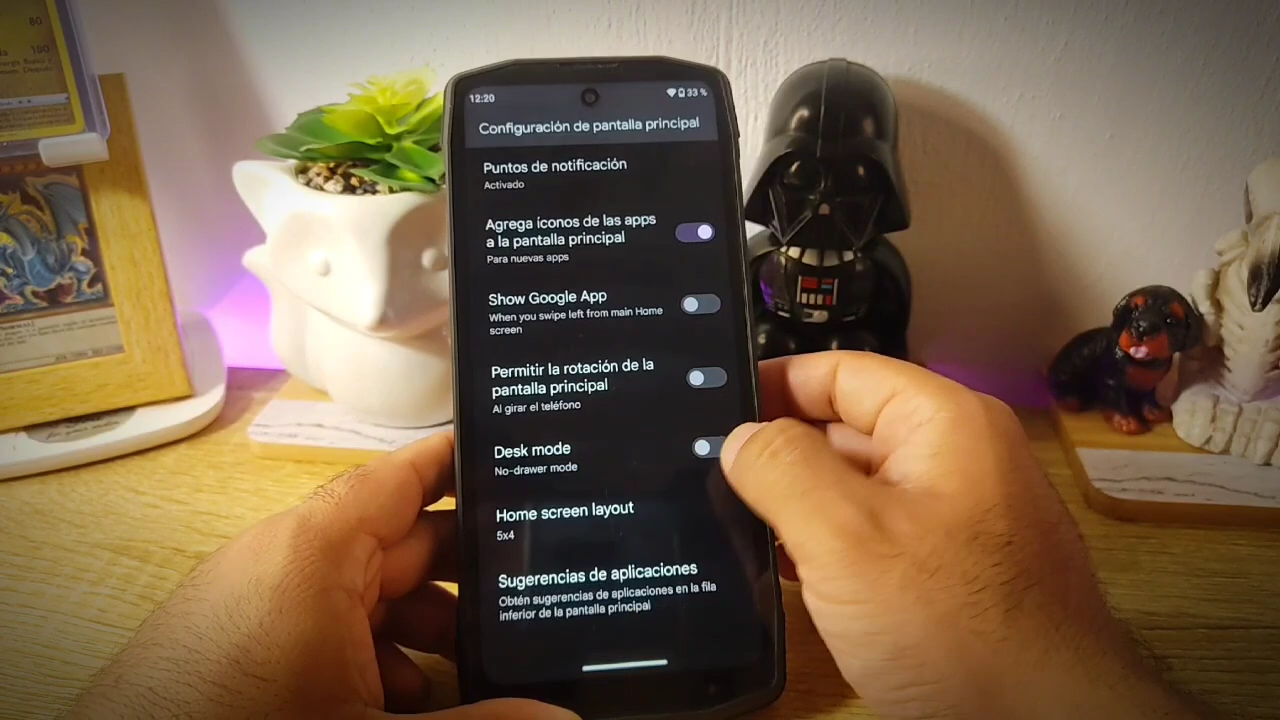 80
150
12:20
33 %
Configuración de pantalla principal
Puntos de notificación
Activado
Agrega íconos de las apps
a la pantalla principal
Para nuevas apps
Show Google App
When you swipe left from main Home
screen
Permitir la rotación de la
pantalla principal
Al girar el teléfono
Desk mode
No-drawer mode
Home screen layout
5x4
Sugerencias de aplicaciones
Obtén sugerencias de aplicaciones en la fila
inferior de la pantalla principal